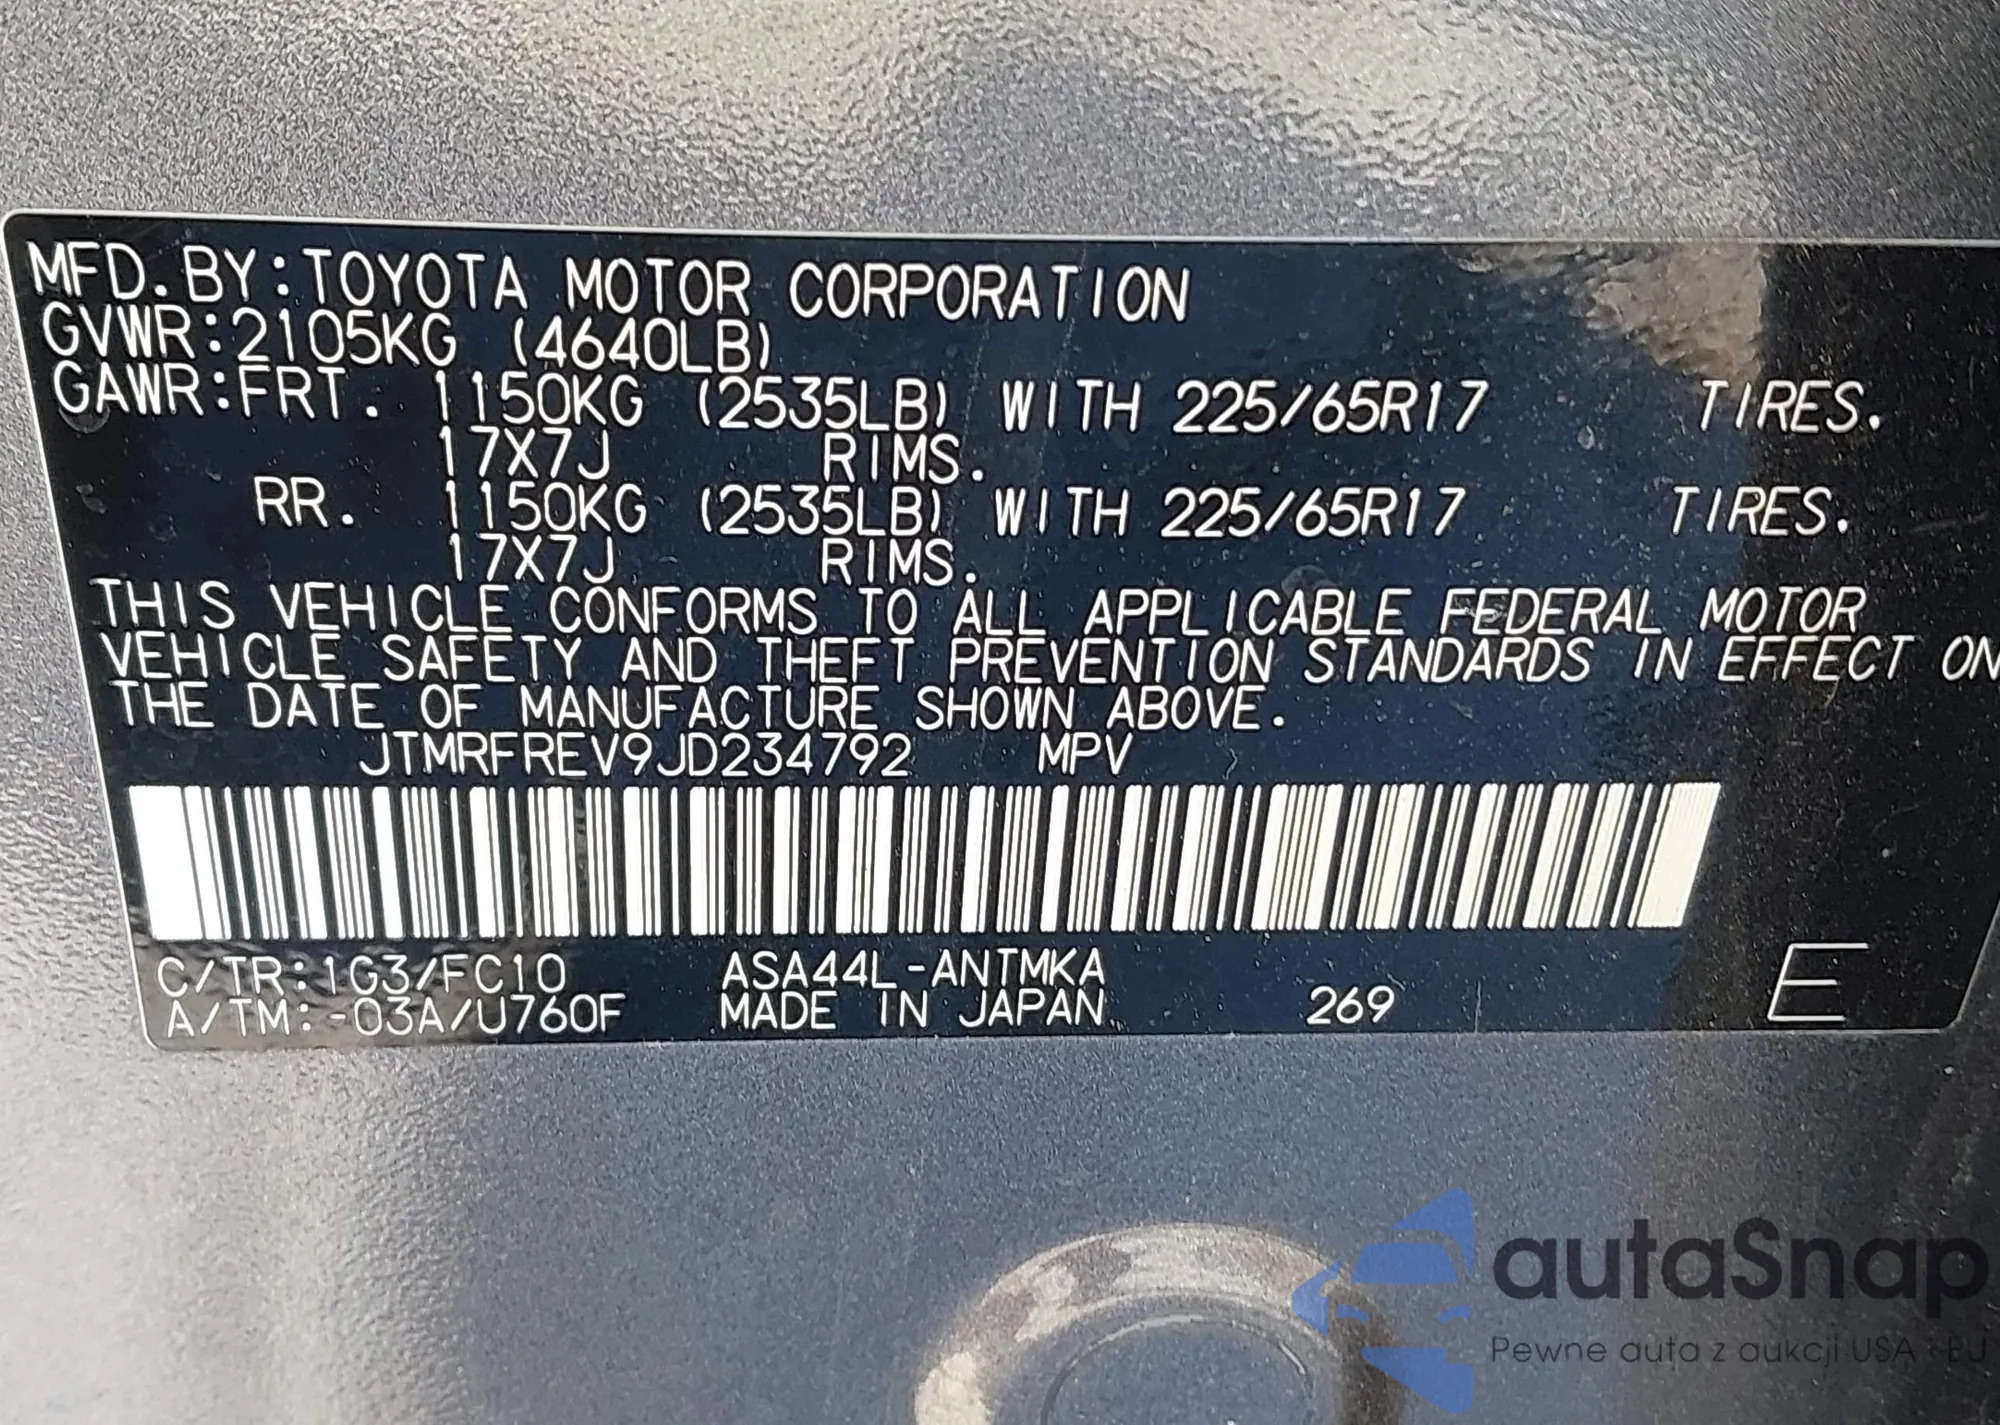 MFD.BY:TOYOTA MOTOR CORPORATION
GVWR:2105KG (4640LB)
GAWR:FRT. 1150KG (2535LB) WITH 225/65R17 TIRES.
17X7J RIMS.
RR. 1150KG (2535LB) WITH 225/65R17 TIRES.
17X7J RIMS.
THIS VEHICLE CONFORMS TO ALL APPLICABLE FEDERAL MOTOR
VEHICLE SAFETY AND THEFT PREVENTION STANDARDS IN EFFECT ON
THE DATE OF MANUFACTURE SHOWN ABOVE.
JTMRFREV9JD234792 MPV
C/TR:1G3/FC10 ASA44L-ANTMKA
A/TM:-03A/U760F MADE IN JAPAN 269 E
autaSnap
Pewne auta z aukcji USA - EU